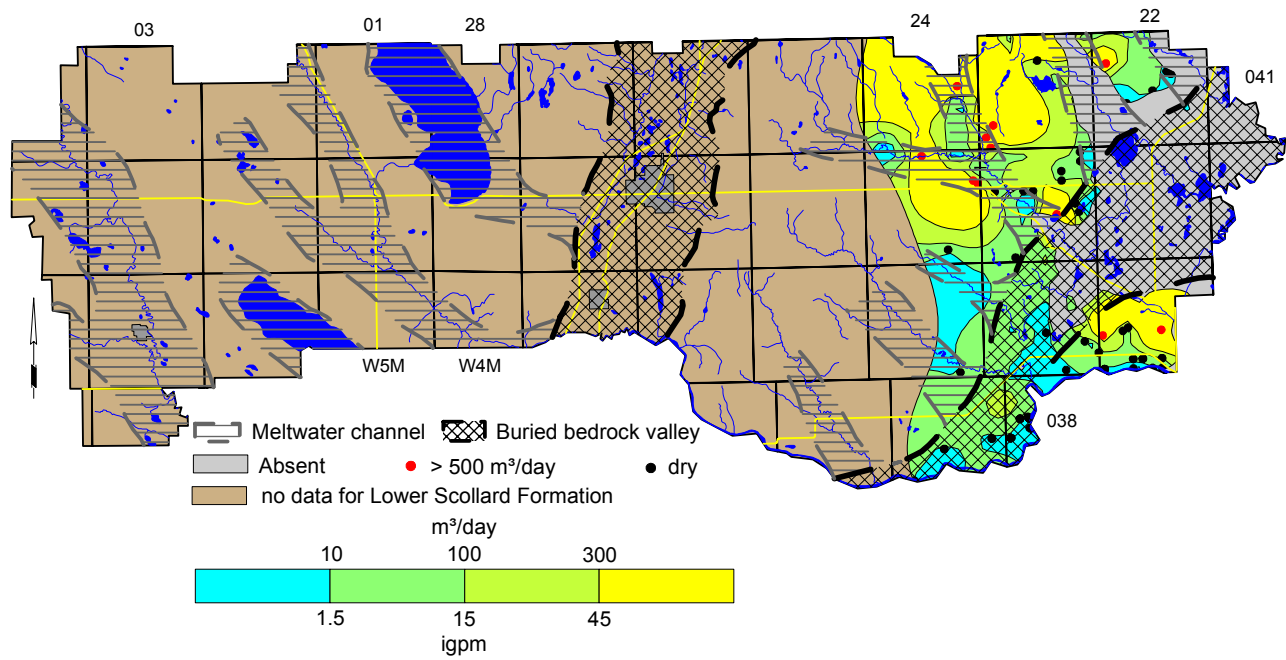 03 01 28 24 22
041
W5M W4M
038
Meltwater channel Buried bedrock valley
Absent > 500 m³/day dry
no data for Lower Scollard Formation
m³/day
10 100 300
1.5 15 45
igpm